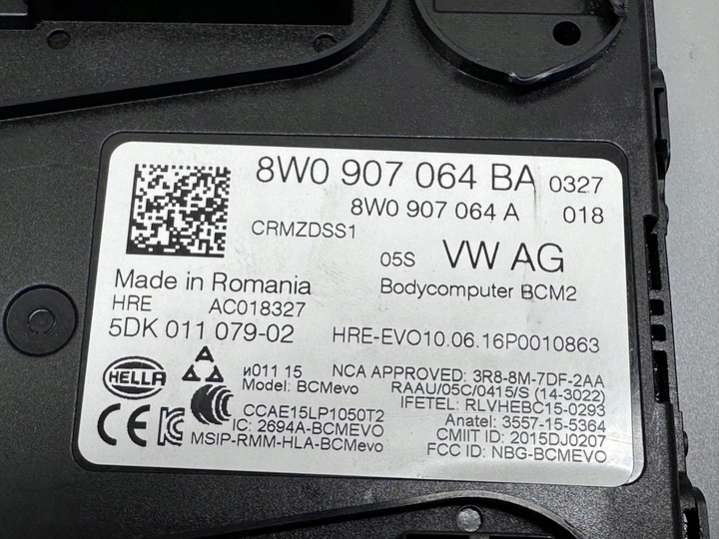 8W0 907 064 BA 0327
8W0 907 064 A 018
CRMZDSS1
05S VW AG
Made in Romania
Bodycomputer BCM2
HRE AC018327
5DK 011 079-02
HRE-EVO10.06.16P0010863
HELLA
A
и011 15
NCA APPROVED: 3R8-8M-7DF-2AA
Model: BCMevo
RAAU/05C/0415/S (14-3022)
IFETEL: RLVHEBC15-0293
CCAE15LP1050T2
Anatel: 3557-15-5364
IC: 2694A-BCMEVO
CMIIT ID: 2015DJ0207
CE
MSIP-RMM-HLA-BCMevo
FCC ID: NBG-BCMEVO